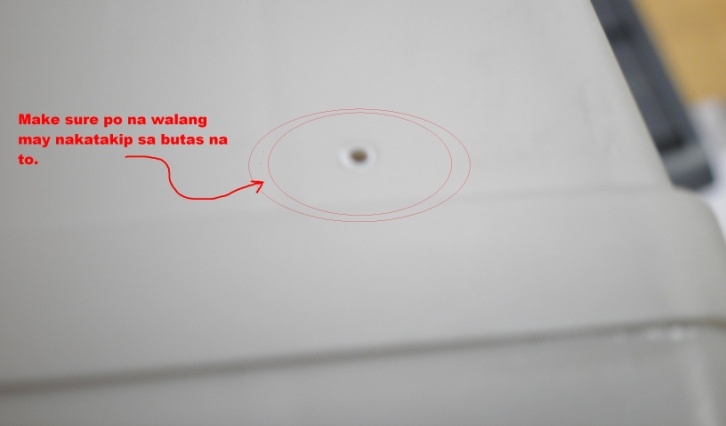 Make sure po na walang
may nakatakip sa butas na
to.